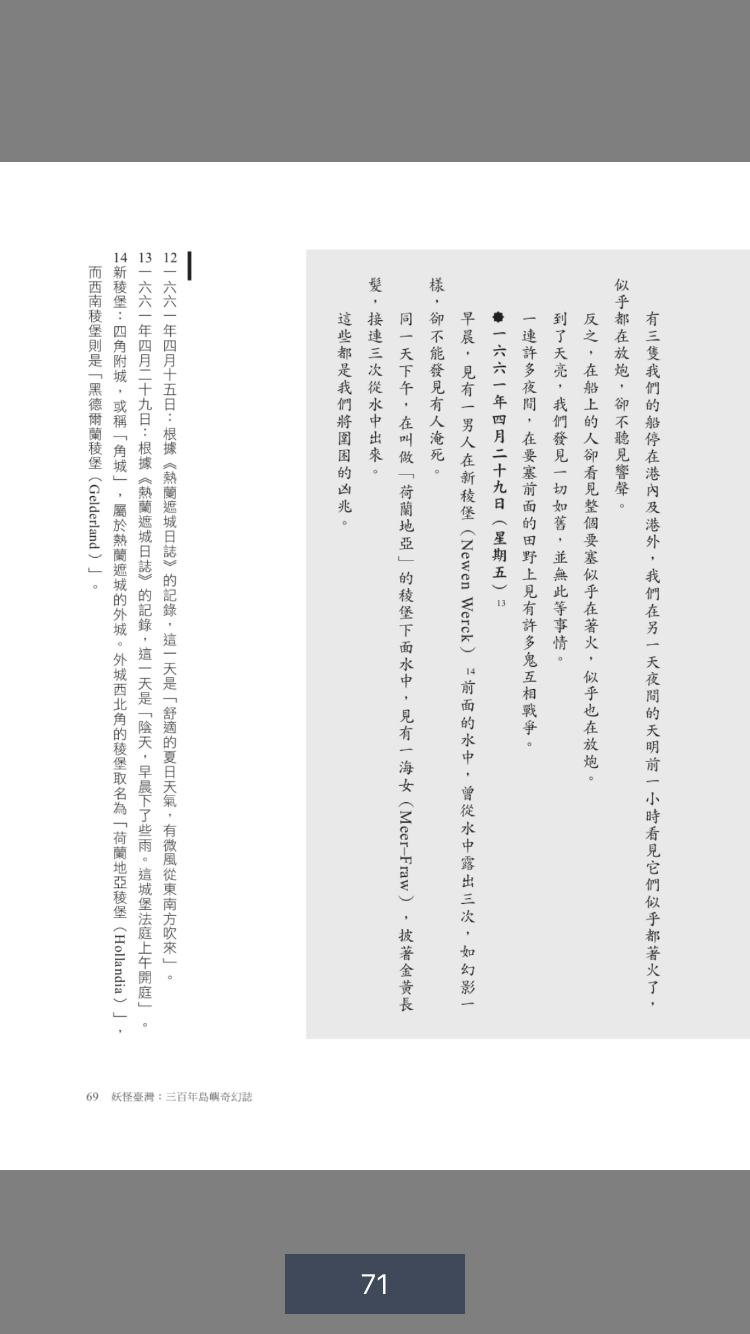 有三隻我們的船停在港內及港外，我們在另一天夜間的天明前一小時看見它們似乎都著火了，
似乎都在放炮，卻不聽見響聲。
反之，在船上的人卻看見整個要塞似乎在著火，似乎也在放炮。
到了天亮，我們發見一切如舊，並無此等事情。
一連許多夜間，在要塞前面的田野上見有許多鬼互相戰爭。
●一六六一年四月二十九日（星期五）13
早晨，見有一男人在新稜堡（Newen Werck）14前面的水中，曾從水中露出三次，如幻影一
樣，卻不能發見有人淹死。
同一天下午，在叫做「荷蘭地亞」的稜堡下面水中，見有一海女（Meer–Fraw），披著金黃長
髮，接連三次從水中出來。
這些都是我們將圍困的凶兆。
12 一六六一年四月十五日：根據《熱蘭遮城日誌》的記錄，這一天是「舒適的夏日天氣，有微風從東南方吹來」。
13 一六六一年四月二十九日：根據《熱蘭遮城日誌》的記錄，這一天是「陰天，早晨下了些雨。這城堡法庭上午開庭」。
14 新稜堡：四角附城，或稱「角城」，屬於熱蘭遮城的外城。外城西北角的稜堡取名為「荷蘭地亞稜堡（Hollandia）」，
而西南稜堡則是「黑德爾蘭稜堡（Gelderland）」。
69 妖怪臺灣：三百年島嶼奇幻誌
71